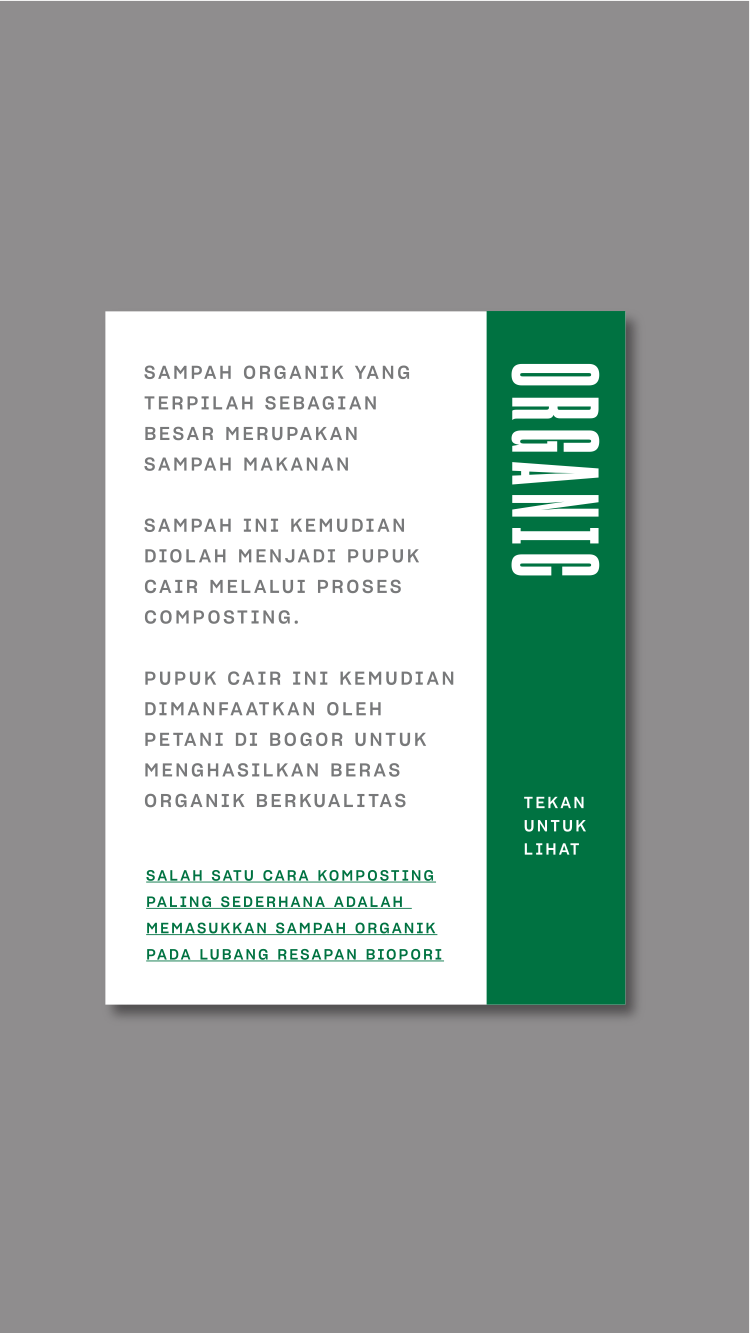 SAMPAH ORGANIK YANG
TERPILAH SEBAGIAN
BESAR MERUPAKAN
SAMPAH MAKANAN
SAMPAH INI KEMUDIAN
DIOLAH MENJADI PUPUK
CAIR MELALUI PROSES
COMPOSTING.
PUPUK CAIR INI KEMUDIAN
DIMANFAATKAN OLEH
PETANI DI BOGOR UNTUK
MENGHASILKAN BERAS
ORGANIK BERKUALITAS
SALAH SATU CARA KOMPOSTING
PALING SEDERHANA ADALAH
MEMASUKKAN SAMPAH ORGANIK
PADA LUBANG RESAPAN BIOPORI
ORGANIC
TEKAN
UNTUK
LIHAT